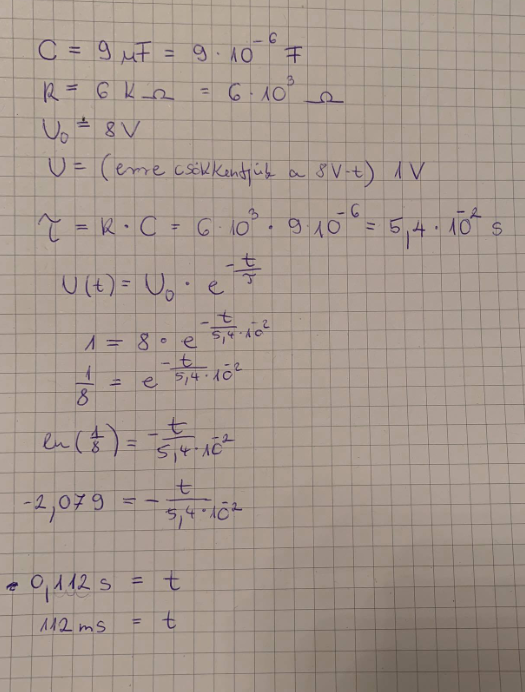 C = 9 μF = 9 · 10⁻⁶ F
R = 6 kΩ = 6 · 10³ Ω
U₀ = 8V
U = (erre csökkentjük a 8V-t) 1V
τ = R · C = 6 · 10³ · 9 · 10⁻⁶ = 5,4 · 10⁻² s
U(t) = U₀ · e^(-t/τ)
1 = 8 · e^(-t/(5,4 · 10⁻²))
1/8 = e^(-t/(5,4 · 10⁻²))
ln(1/8) = -t/(5,4 · 10⁻²)
-2,079 = -t/(5,4 · 10⁻²)
0,112 s = t
112 ms = t